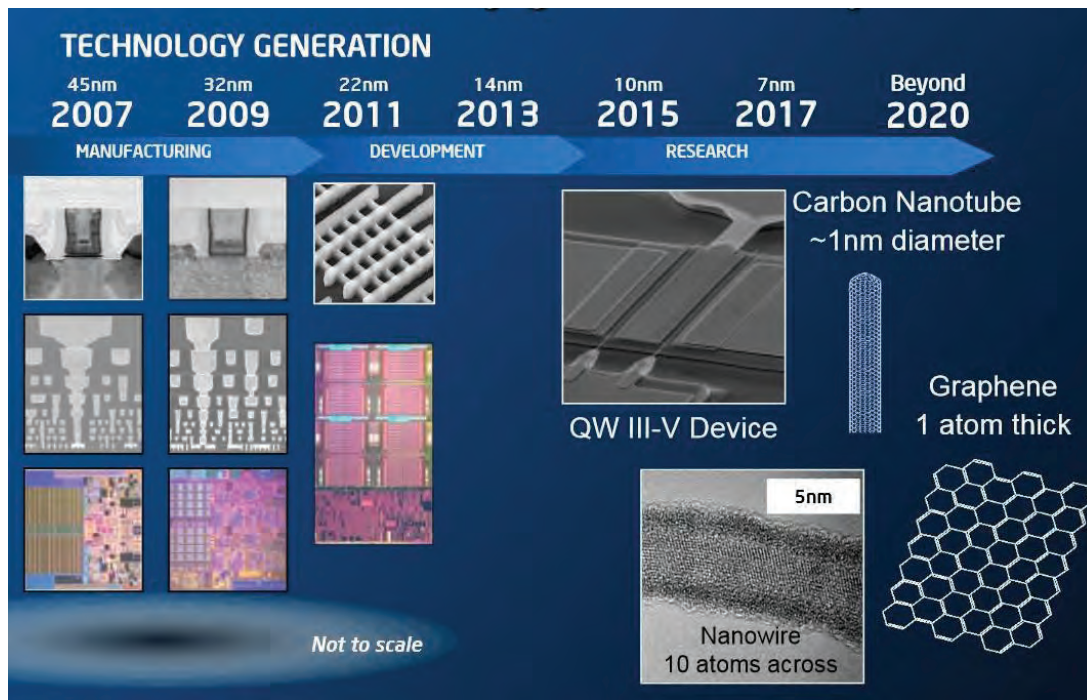 TECHNOLOGY GENERATION
45nm 32nm 22nm 14nm 10nm 7nm Beyond
2007 2009 2011 2013 2015 2017 2020
MANUFACTURING DEVELOPMENT RESEARCH
Carbon Nanotube
~1nm diameter
QW III-V Device
Graphene
1 atom thick
5nm
Nanowire
10 atoms across
Not to scale